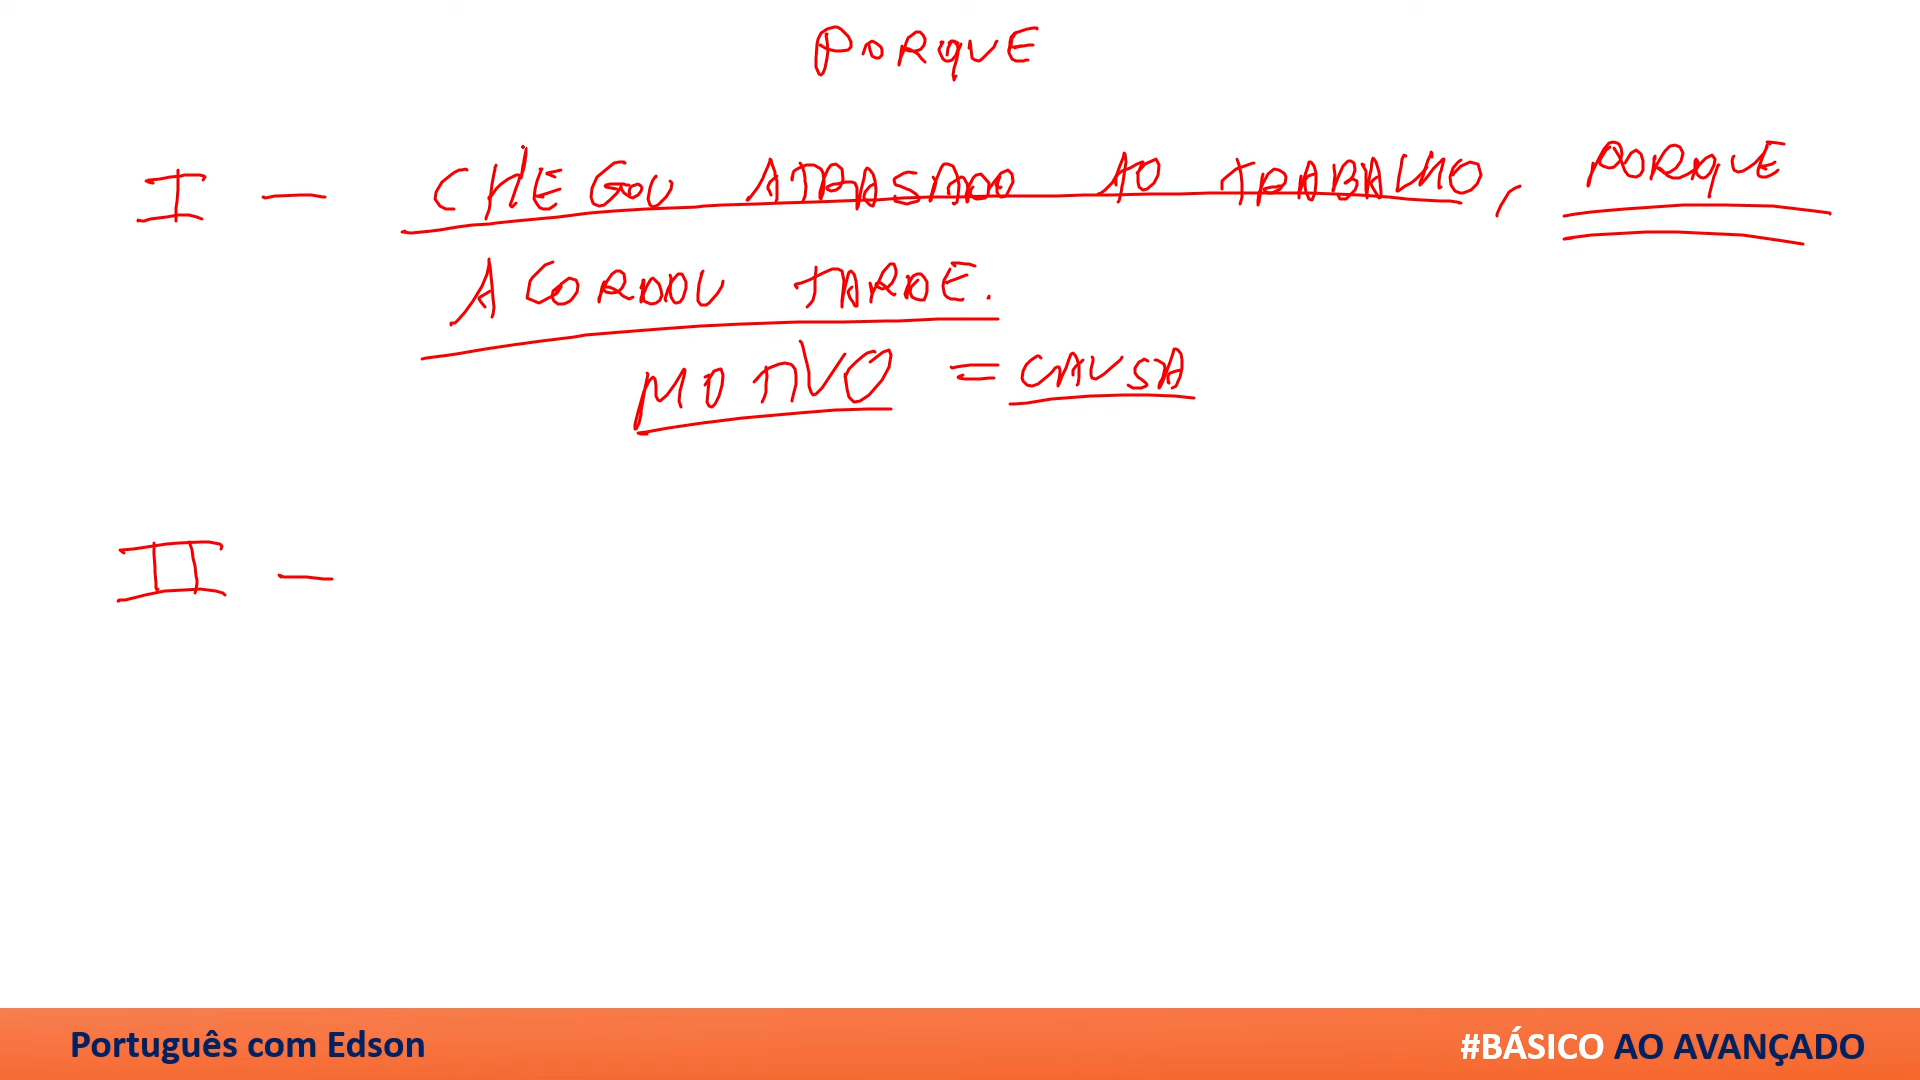 PORQUE
I - CHEGOU ATRASADO AO TRABALHO, PORQUE
ACORDOU TARDE.
MOTIVO = CAUSA
II -
Português com Edson
#BÁSICO AO AVANÇADO